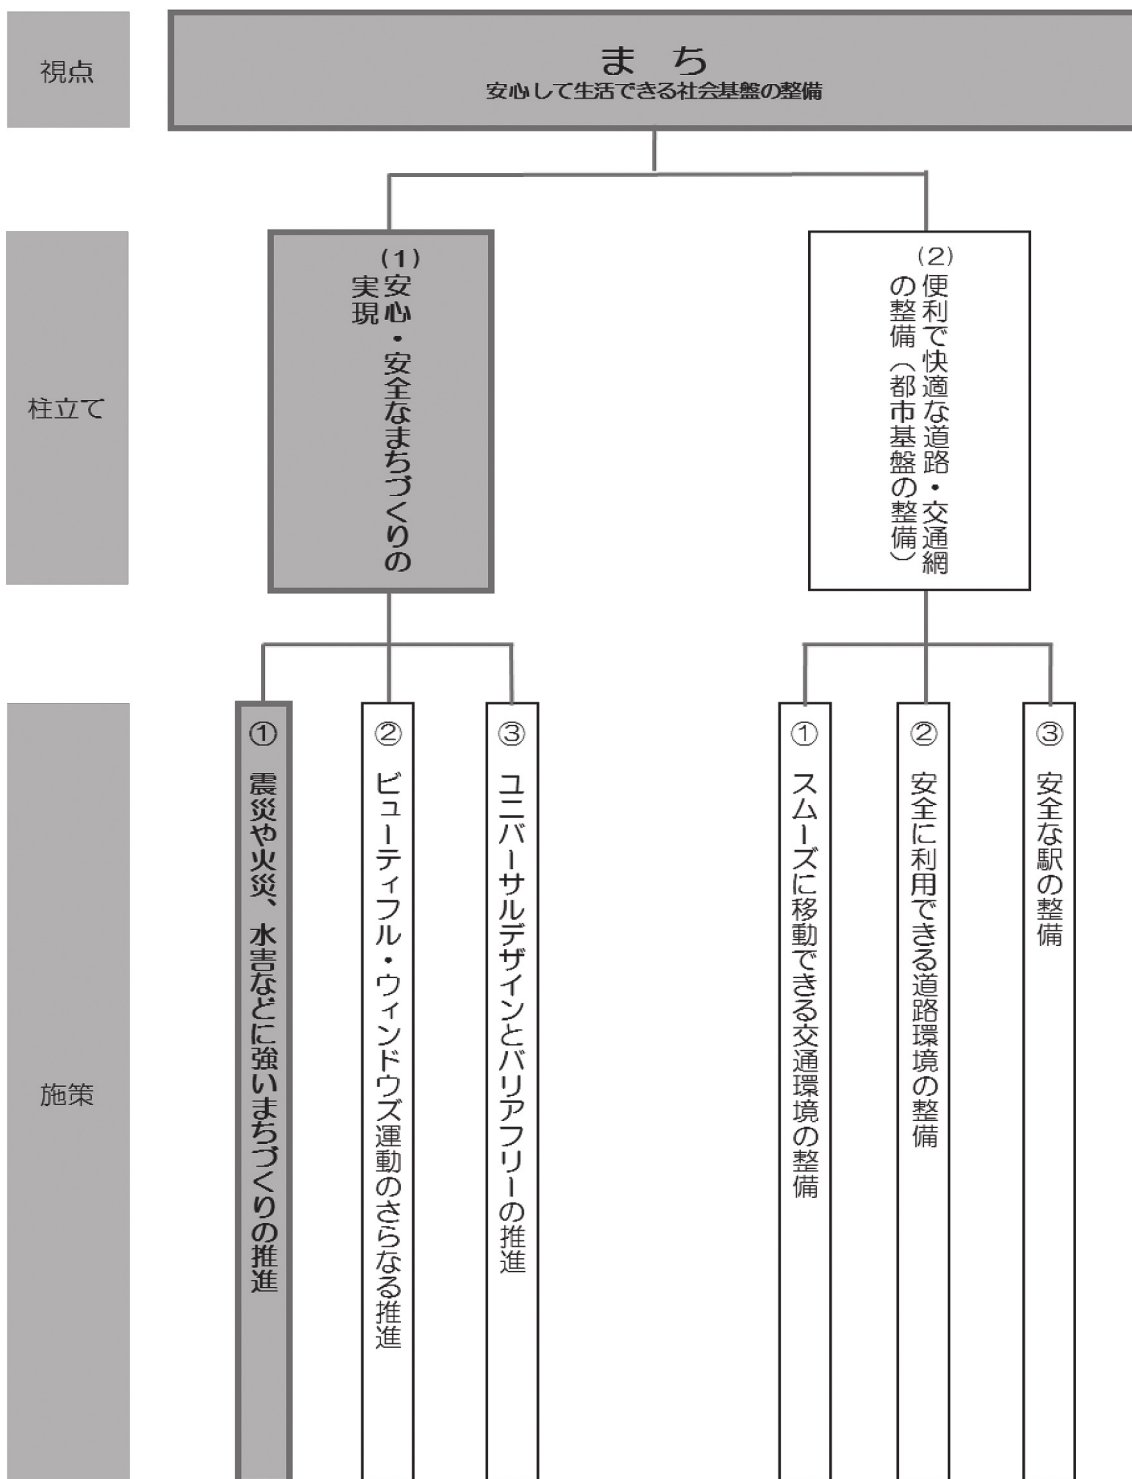 視点
まち
安心して生活できる社会基盤の整備
柱立て
(1)
安心・安全なまちづくりの
実現
(2)
便利で快適な道路・交通網
の整備（都市基盤の整備）
施策
① 震災や火災、水害などに強いまちづくりの推進
② ビューティフル・ウィンドウズ運動のさらなる推進
③ ユニバーサルデザインとバリアフリーの推進
① スムーズに移動できる交通環境の整備
② 安全に利用できる道路環境の整備
③ 安全な駅の整備